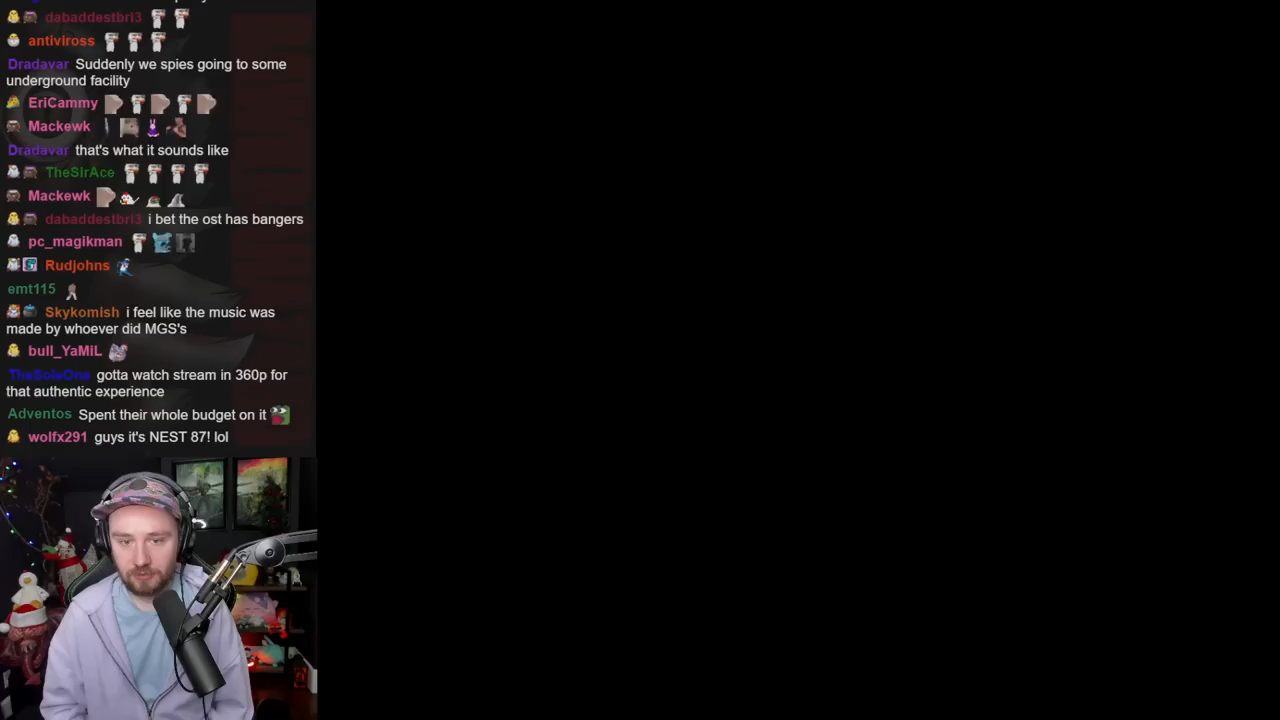 dabaddestbri3
antiviross
Dradavar Suddenly we spies going to some
underground facility
EriCammy
Mackewk
Dradavar that's what it sounds like
TheSirAce
Mackewk
dabaddestbri3 i bet the ost has bangers
pc_magikman
Rudjohns
emt115
Skykomish i feel like the music was
made by whoever did MGS's
bull_YaMiL
TheSoleOne gotta watch stream in 360p for
that authentic experience
Adventos Spent their whole budget on it
wolfx291 guys it's NEST 87! lol